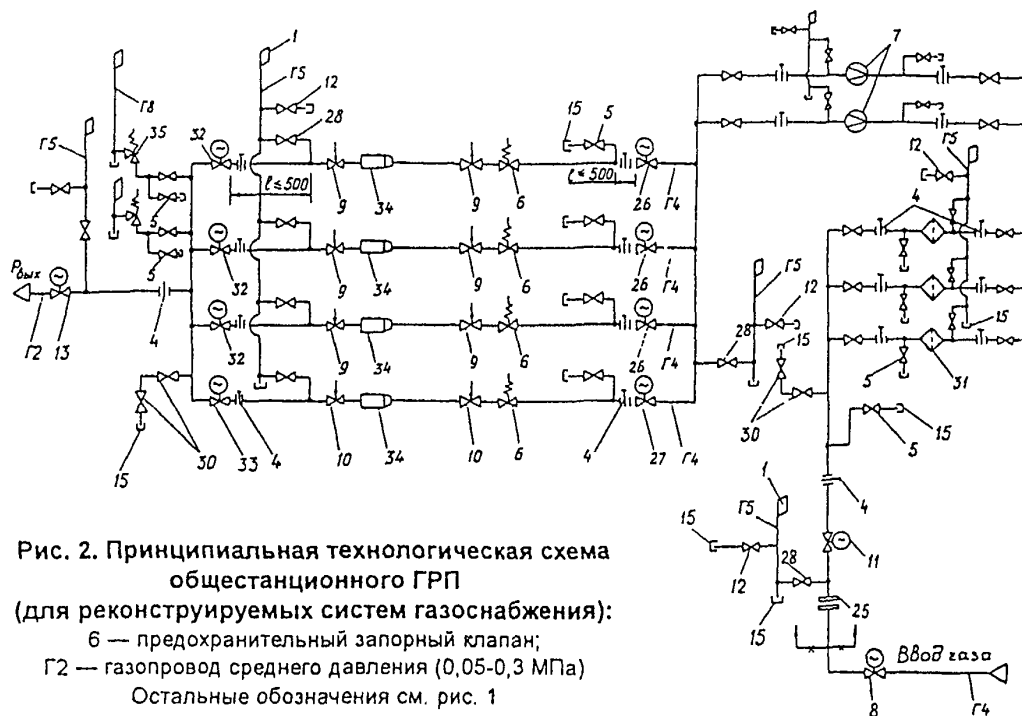 1
7
Г5
Г8
12
15
5
35
32
28
Г5
Г5
12
ℓ≤500
ℓ≤500
4
5
9
34
9
6
26
Г4
Рвых
5
32
9
34
9
6
26
Г4
Г5
12
28
15
15
Г2
13
4
32
9
34
9
6
26
Г4
5
31
30
15
5
15
30
33
4
10
34
10
6
4
27
Г4
1
Г5
4
15
11
12
28
25
15
Ввод газа
8
Г4
Рис. 2. Принципиальная технологическая схема
общестанционного ГРП
(для реконструируемых систем газоснабжения):
6 — предохранительный запорный клапан;
Г2 — газопровод среднего давления (0,05-0,3 МПа)
Остальные обозначения см. рис. 1